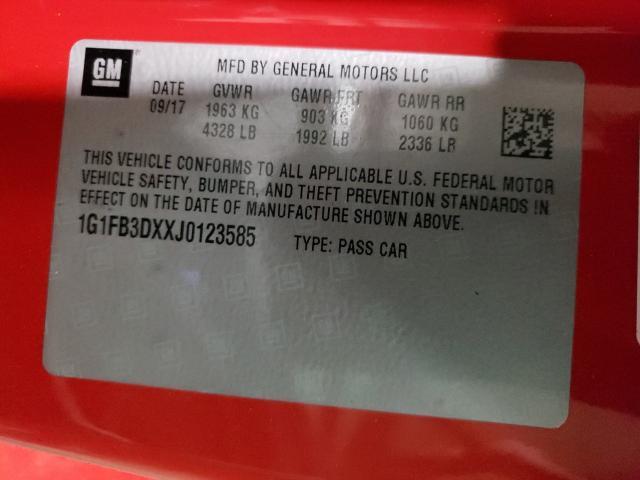 GM
MFD BY GENERAL MOTORS LLC
DATE GVWR GAWR FRT GAWR RR
09/17 1963 KG 903 KG 1060 KG
4328 LB 1992 LB 2336 LB
THIS VEHICLE CONFORMS TO ALL APPLICABLE U.S. FEDERAL MOTOR
VEHICLE SAFETY, BUMPER, AND THEFT PREVENTION STANDARDS IN
EFFECT ON THE DATE OF MANUFACTURE SHOWN ABOVE.
1G1FB3DXXJ0123585 TYPE: PASS CAR